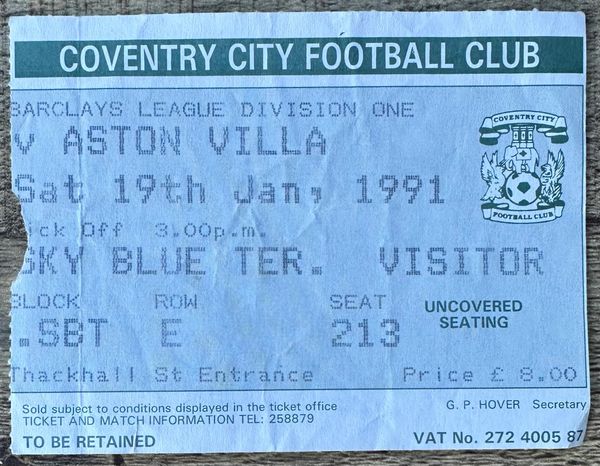 COVENTRY CITY FOOTBALL CLUB
BARCLAYS LEAGUE DIVISION ONE
V ASTON VILLA
Sat 19th Jan, 1991
ick Off 3.00p.m.
SKY BLUE TER. VISITOR
BLOCK ROW SEAT
.SBT E 213
UNCOVERED
SEATING
Thackhall St Entrance Price £ 8.00
COVENTRY CITY
FOOTBALL CLUB
Sold subject to conditions displayed in the ticket office
G. P. HOVER Secretary
TICKET AND MATCH INFORMATION TEL: 258879
TO BE RETAINED
VAT No. 272 4005 87